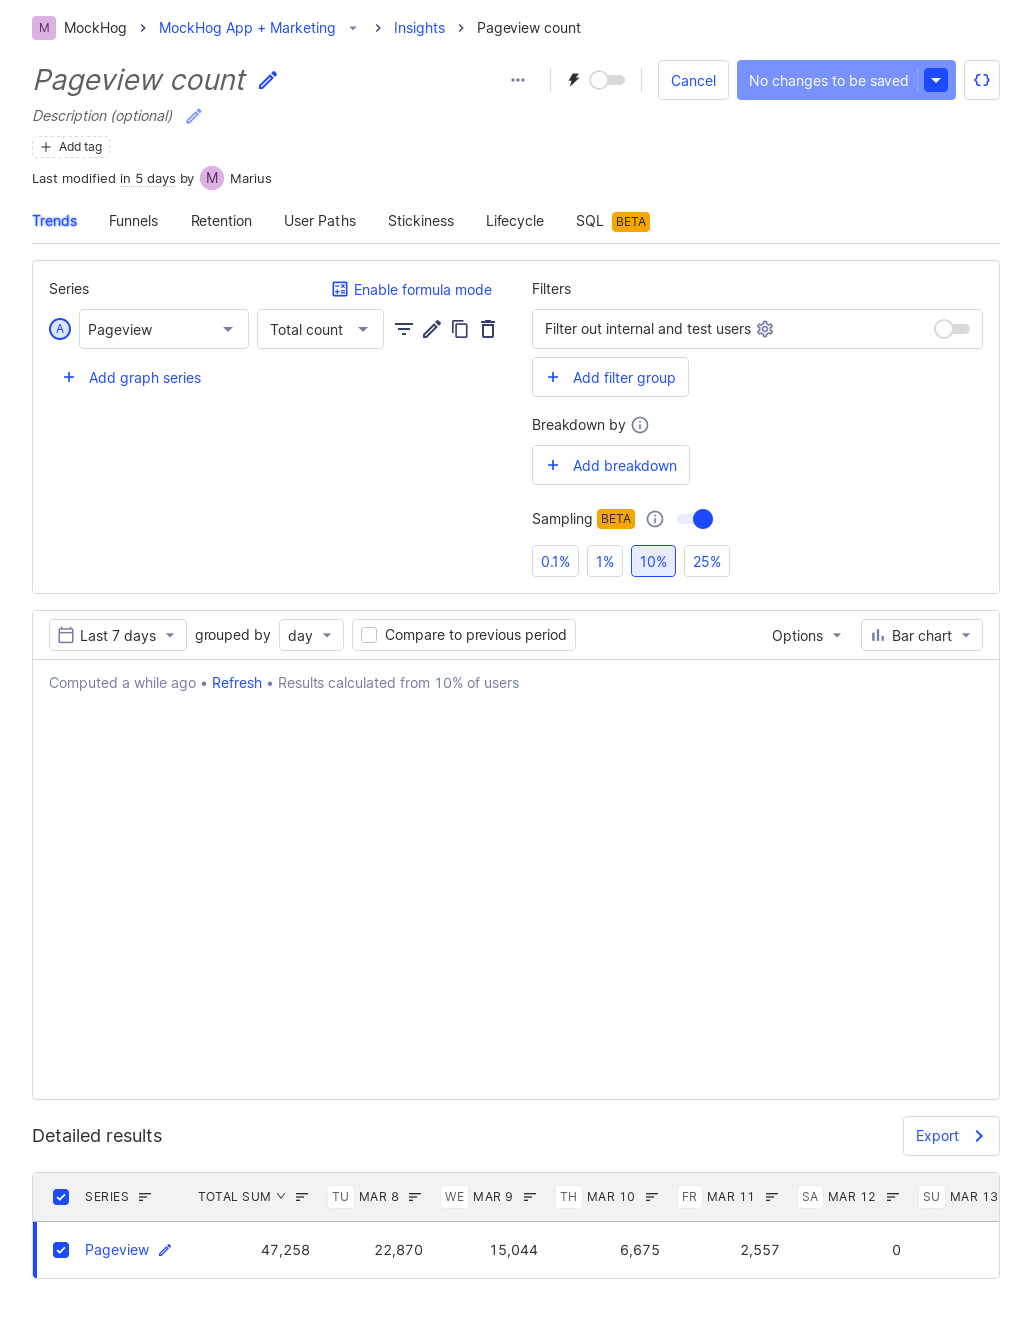 M MockHog > MockHog App + Marketing > Insights > Pageview count
Pageview count
Cancel
No changes to be saved
Description (optional)
Add tag
Last modified in 5 days by M Marius
Trends Funnels Retention User Paths Stickiness Lifecycle SQL BETA
Series
Enable formula mode
A Pageview Total count
Add graph series
Filters
Filter out internal and test users
Add filter group
Breakdown by
Add breakdown
Sampling BETA
0.1% 1% 10% 25%
Last 7 days grouped by day Compare to previous period Options Bar chart
Computed a while ago • Refresh • Results calculated from 10% of users
Detailed results
Export
SERIES TOTAL SUM TU MAR 8 WE MAR 9 TH MAR 10 FR MAR 11 SA MAR 12 SU MAR 13
Pageview 47,258 22,870 15,044 6,675 2,557 0